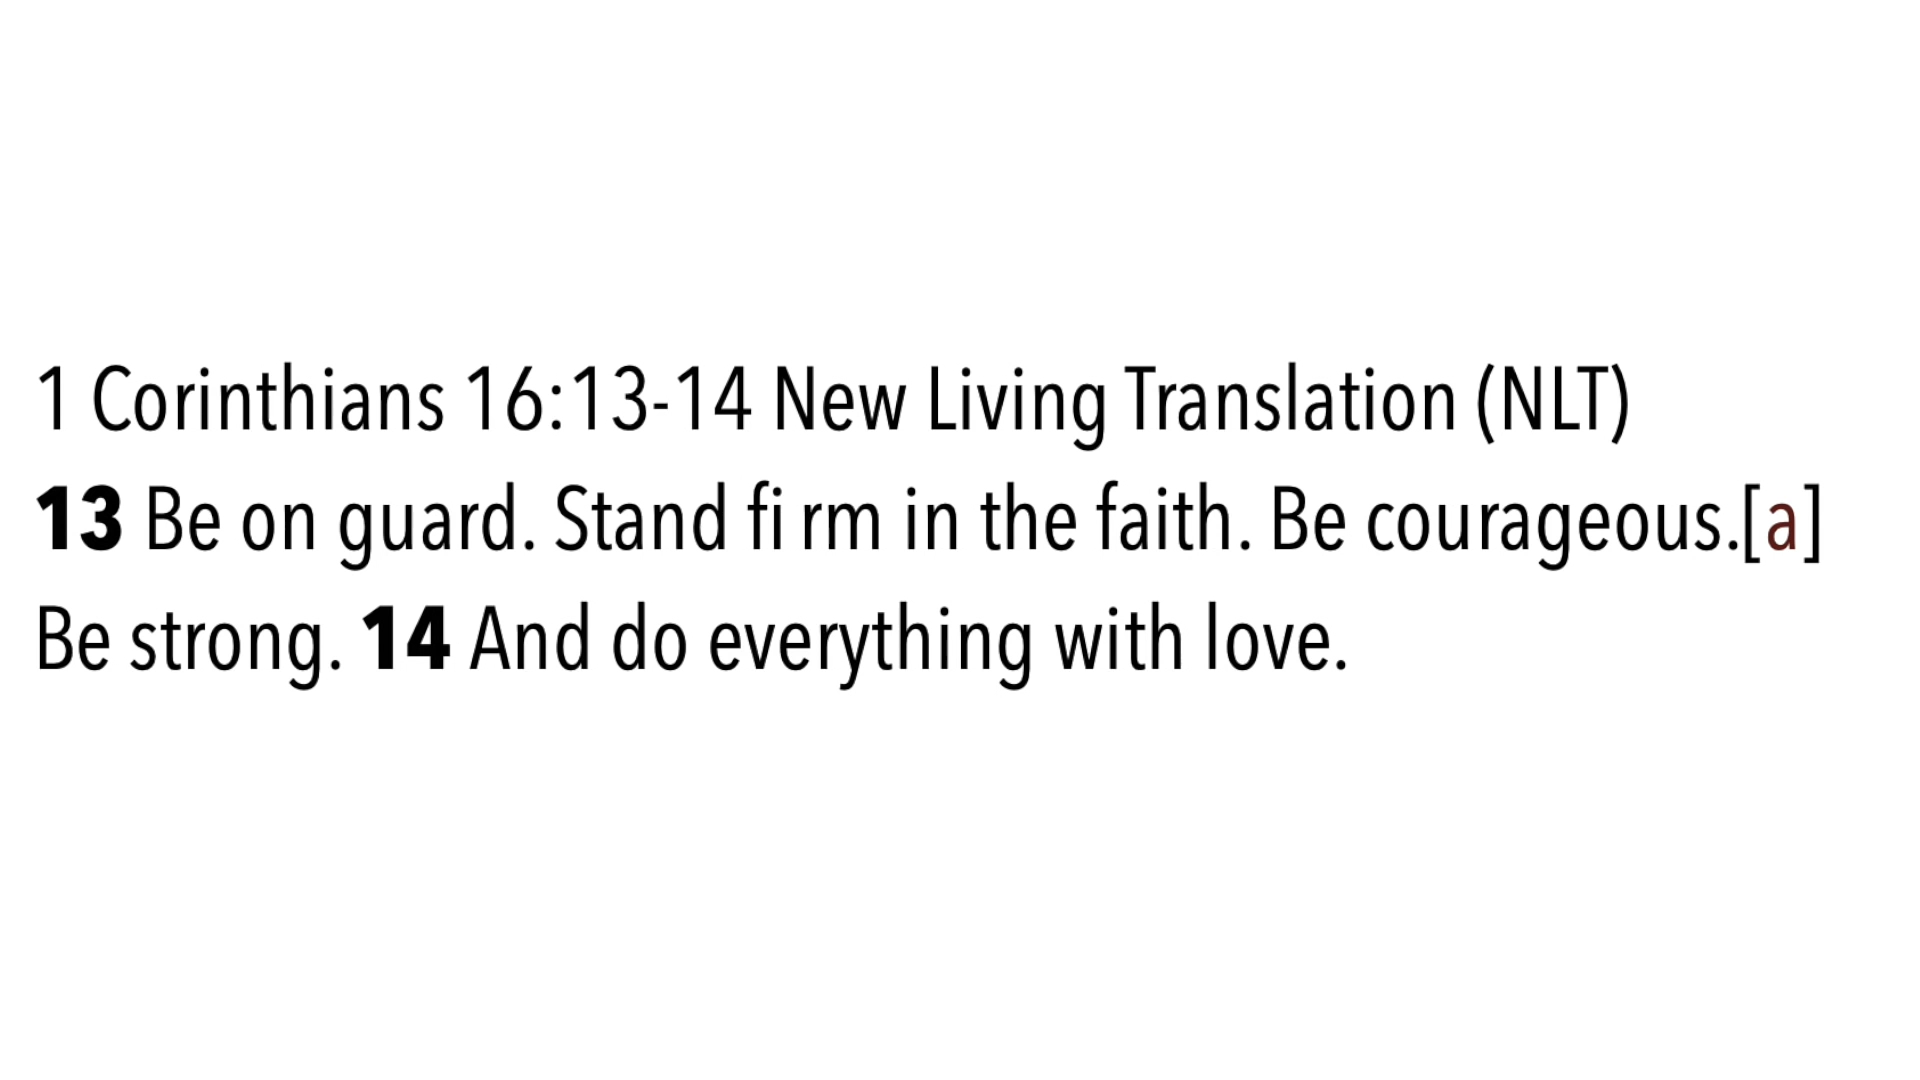 1 Corinthians 16:13-14 New Living Translation (NLT)
13 Be on guard. Stand fi rm in the faith. Be courageous.[a]
Be strong. 14 And do everything with love.